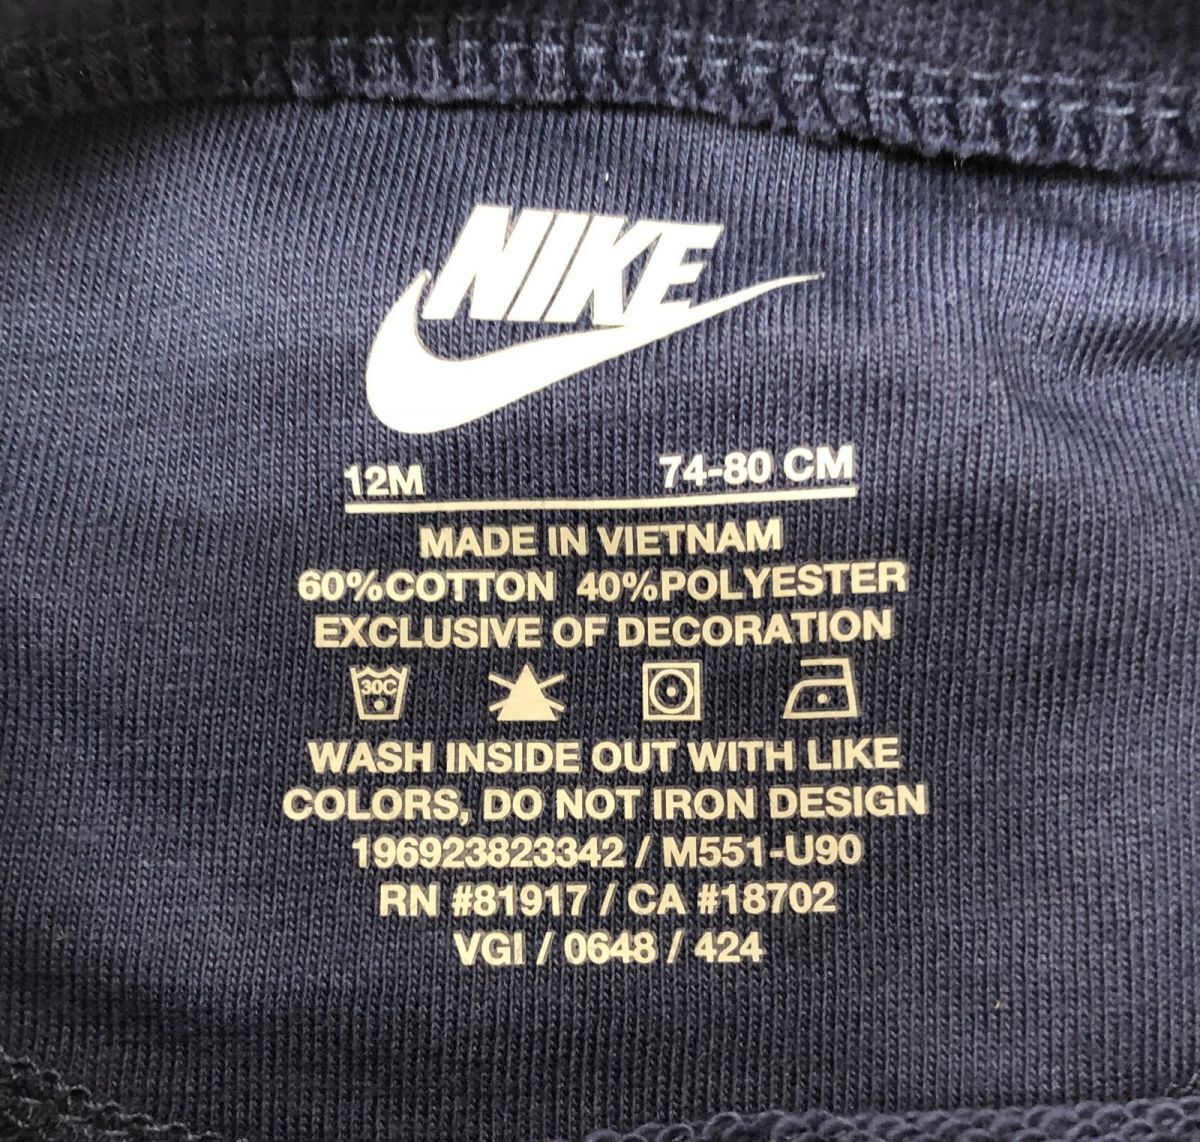 NIKE
12M 74-80 CM
MADE IN VIETNAM
60%COTTON 40%POLYESTER
EXCLUSIVE OF DECORATION
30C
WASH INSIDE OUT WITH LIKE
COLORS, DO NOT IRON DESIGN
196923823342 / M551-U90
RN #81917 / CA #18702
VGI / 0648 / 424